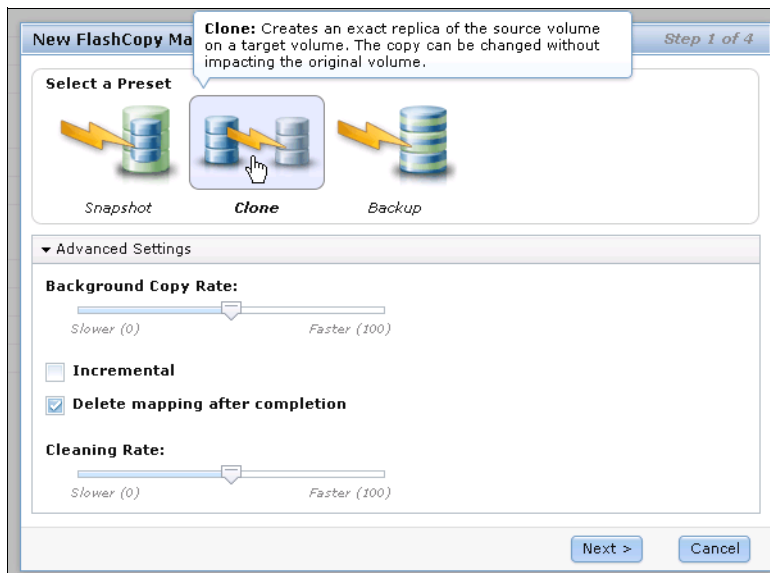 New FlashCopy Ma
Clone: Creates an exact replica of the source volume
on a target volume. The copy can be changed without
impacting the original volume.
Step 1 of 4
Select a Preset
Snapshot
Clone
Backup
Advanced Settings
Background Copy Rate:
Slower (0) Faster (100)
Incremental
Delete mapping after completion
Cleaning Rate:
Slower (0) Faster (100)
Next > Cancel